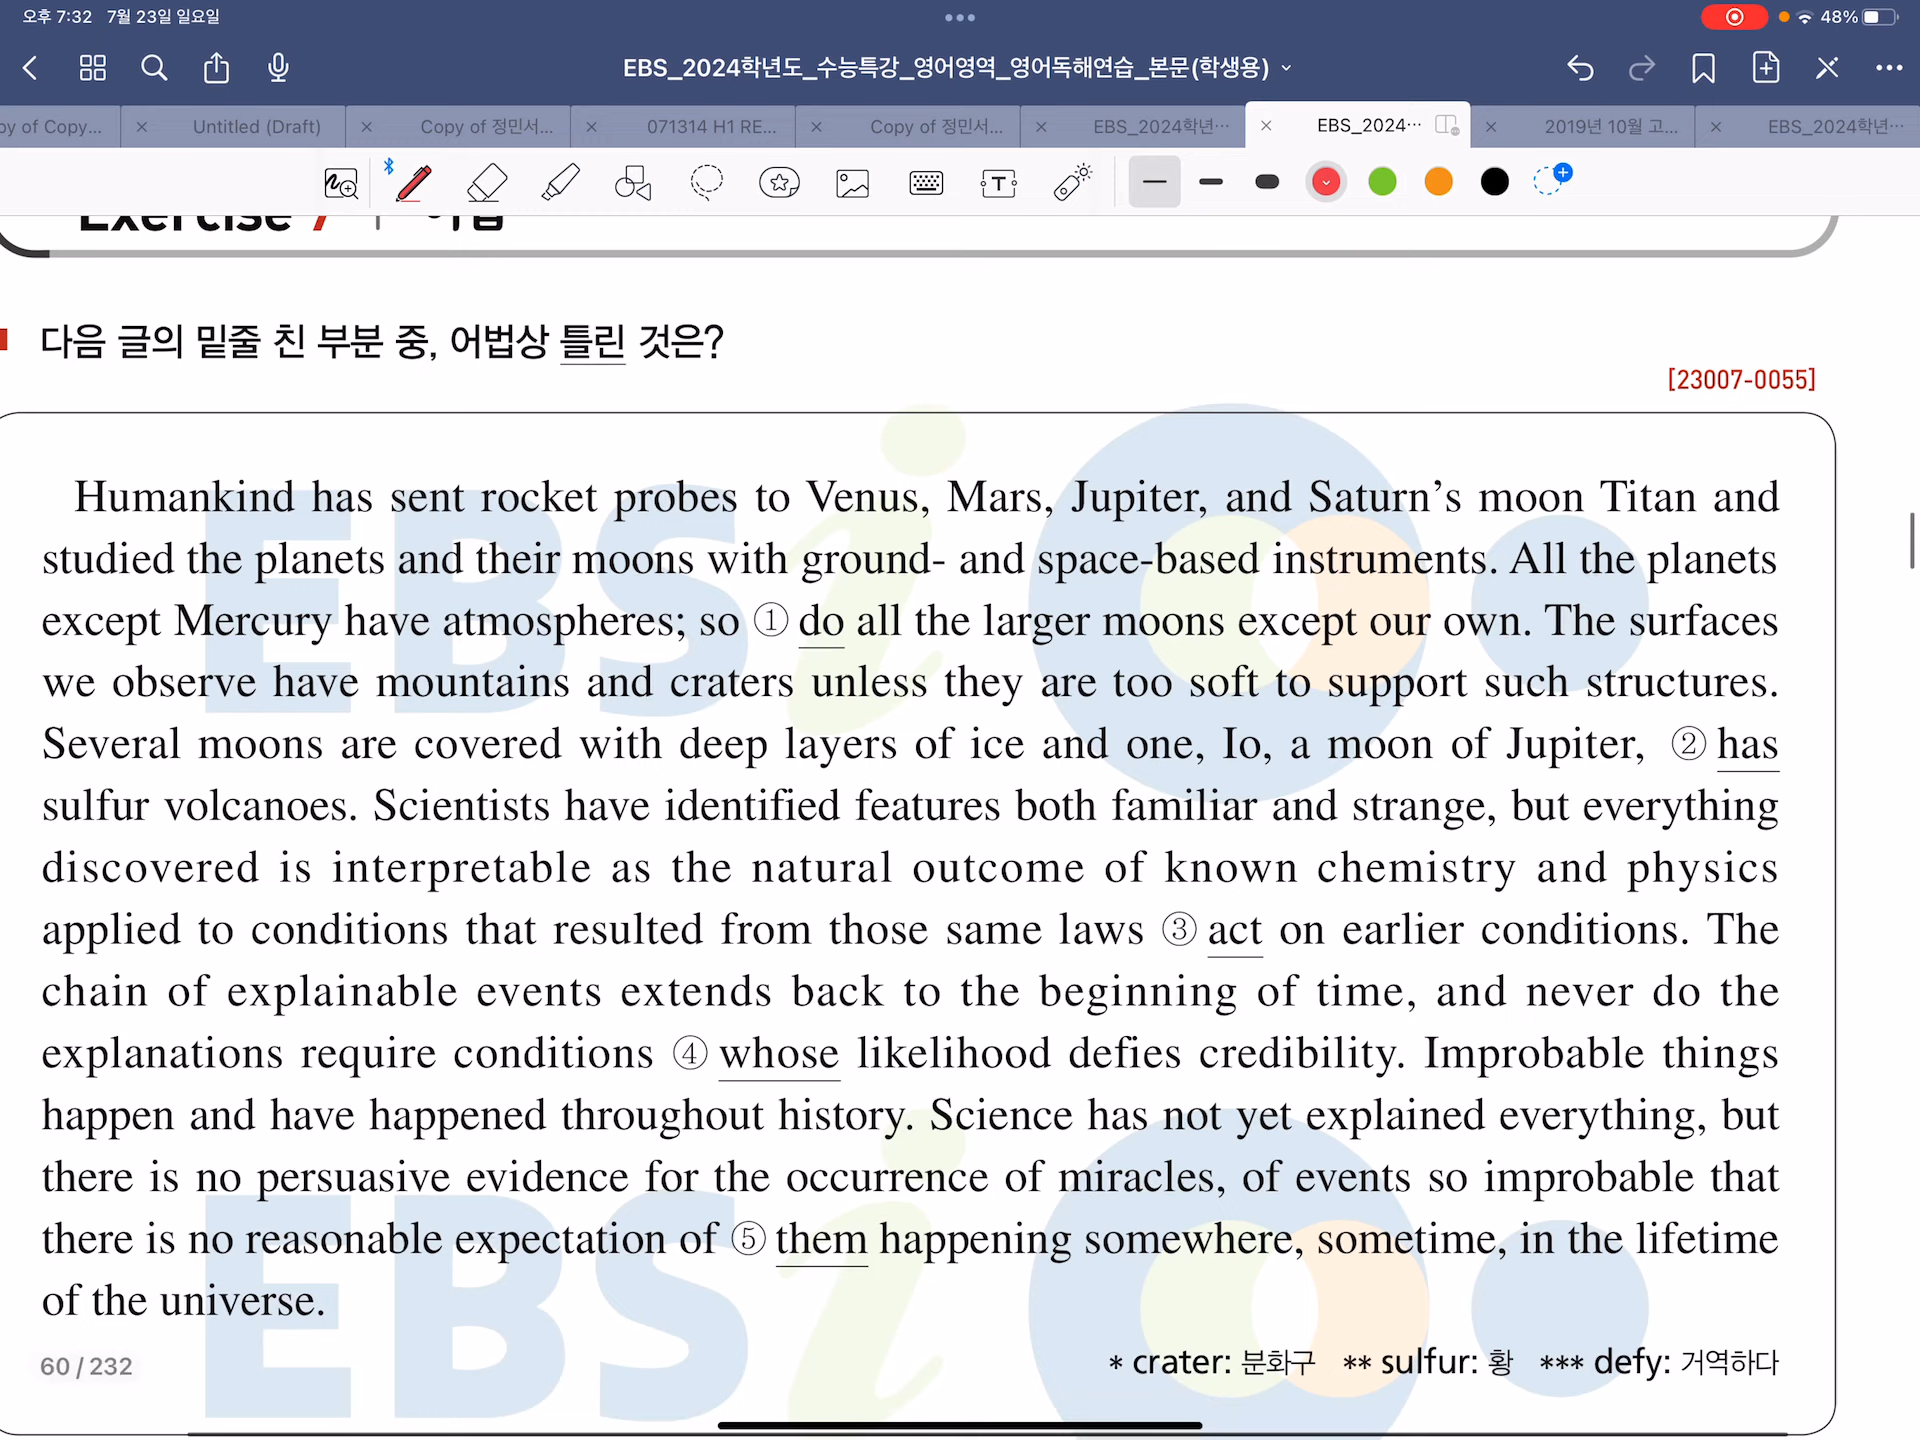 오후 7:32 7월 23일 일요일
48%
EBS_2024학년도_수능특강_영어영역_영어독해연습_본문(학생용)
py of Copy...
Untitled (Draft)
Copy of 정민서...
071314 H1 RE...
Copy of 정민서...
EBS_2024학년…
EBS_2024…
2019년 10월 고...
EBS_2024학년…
Exercise 7
다음 글의 밑줄 친 부분 중, 어법상 틀린 것은?
[23007-0055]
Humankind has sent rocket probes to Venus, Mars, Jupiter, and Saturn's moon Titan and
studied the planets and their moons with ground- and space-based instruments. All the planets
except Mercury have atmospheres; so ① do all the larger moons except our own. The surfaces
we observe have mountains and craters unless they are too soft to support such structures.
Several moons are covered with deep layers of ice and one, Io, a moon of Jupiter, ② has
sulfur volcanoes. Scientists have identified features both familiar and strange, but everything
discovered is interpretable as the natural outcome of known chemistry and physics
applied to conditions that resulted from those same laws ③ act on earlier conditions. The
chain of explainable events extends back to the beginning of time, and never do the
explanations require conditions ④ whose likelihood defies credibility. Improbable things
happen and have happened throughout history. Science has not yet explained everything, but
there is no persuasive evidence for the occurrence of miracles, of events so improbable that
there is no reasonable expectation of ⑤ them happening somewhere, sometime, in the lifetime
of the universe.
60 / 232
* crater: 분화구 ** sulfur: 황 *** defy: 거역하다
EBSi
EBSi